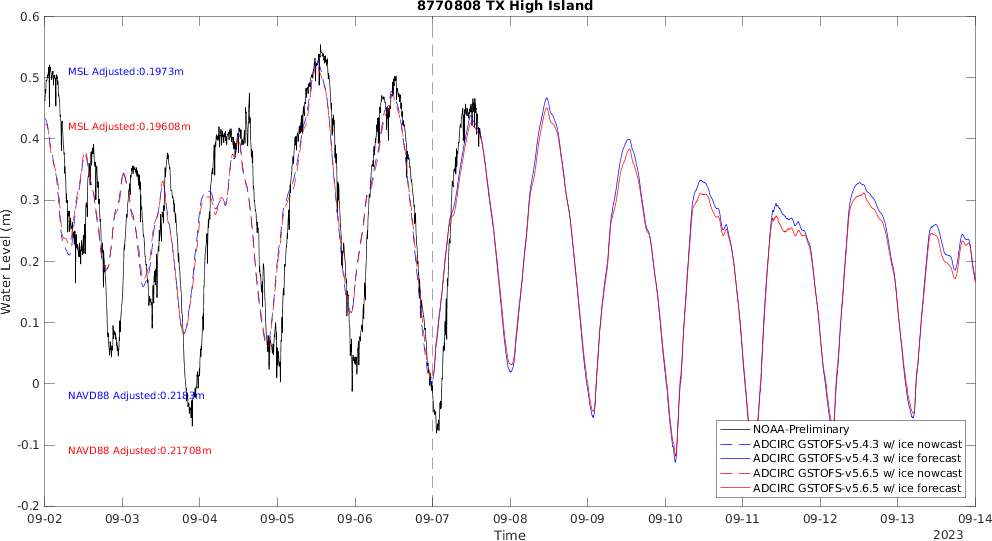 8770808 TX High Island
0.6
0.5
0.4
0.3
0.2
0.1
0
-0.1
-0.2
Water Level (m)
MSL Adjusted:0.1973m
MSL Adjusted:0.19608m
NAVD88 Adjusted:0.2183m
NAVD88 Adjusted:0.21708m
NOAA-Preliminary
ADCIRC GSTOFS-v5.4.3 w/ ice nowcast
ADCIRC GSTOFS-v5.4.3 w/ ice forecast
ADCIRC GSTOFS-v5.6.5 w/ ice nowcast
ADCIRC GSTOFS-v5.6.5 w/ ice forecast
09-02 09-03 09-04 09-05 09-06 09-07 09-08 09-09 09-10 09-11 09-12 09-13 09-14
Time
2023